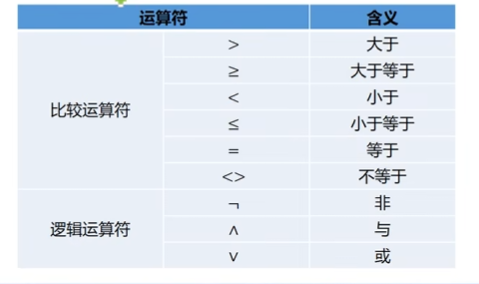 运算符 含义
> 大于
≥ 大于等于
< 小于
比较运算符 ≤ 小于等于
= 等于
<> 不等于
¬ 非
逻辑运算符 ∧ 与
∨ 或